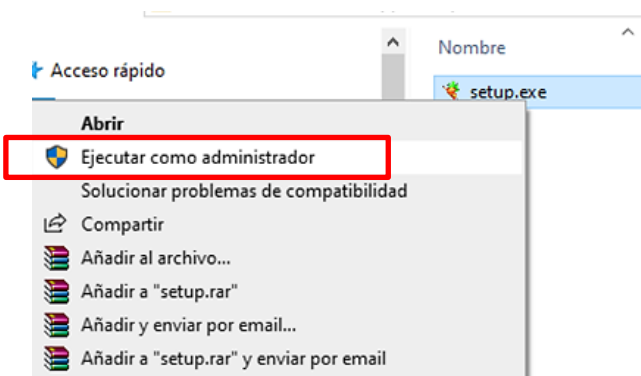 Nombre
Acceso rápido
setup.exe
Abrir
Ejecutar como administrador
Solucionar problemas de compatibilidad
Compartir
Añadir al archivo...
Añadir a "setup.rar"
Añadir y enviar por email...
Añadir a "setup.rar" y enviar por email